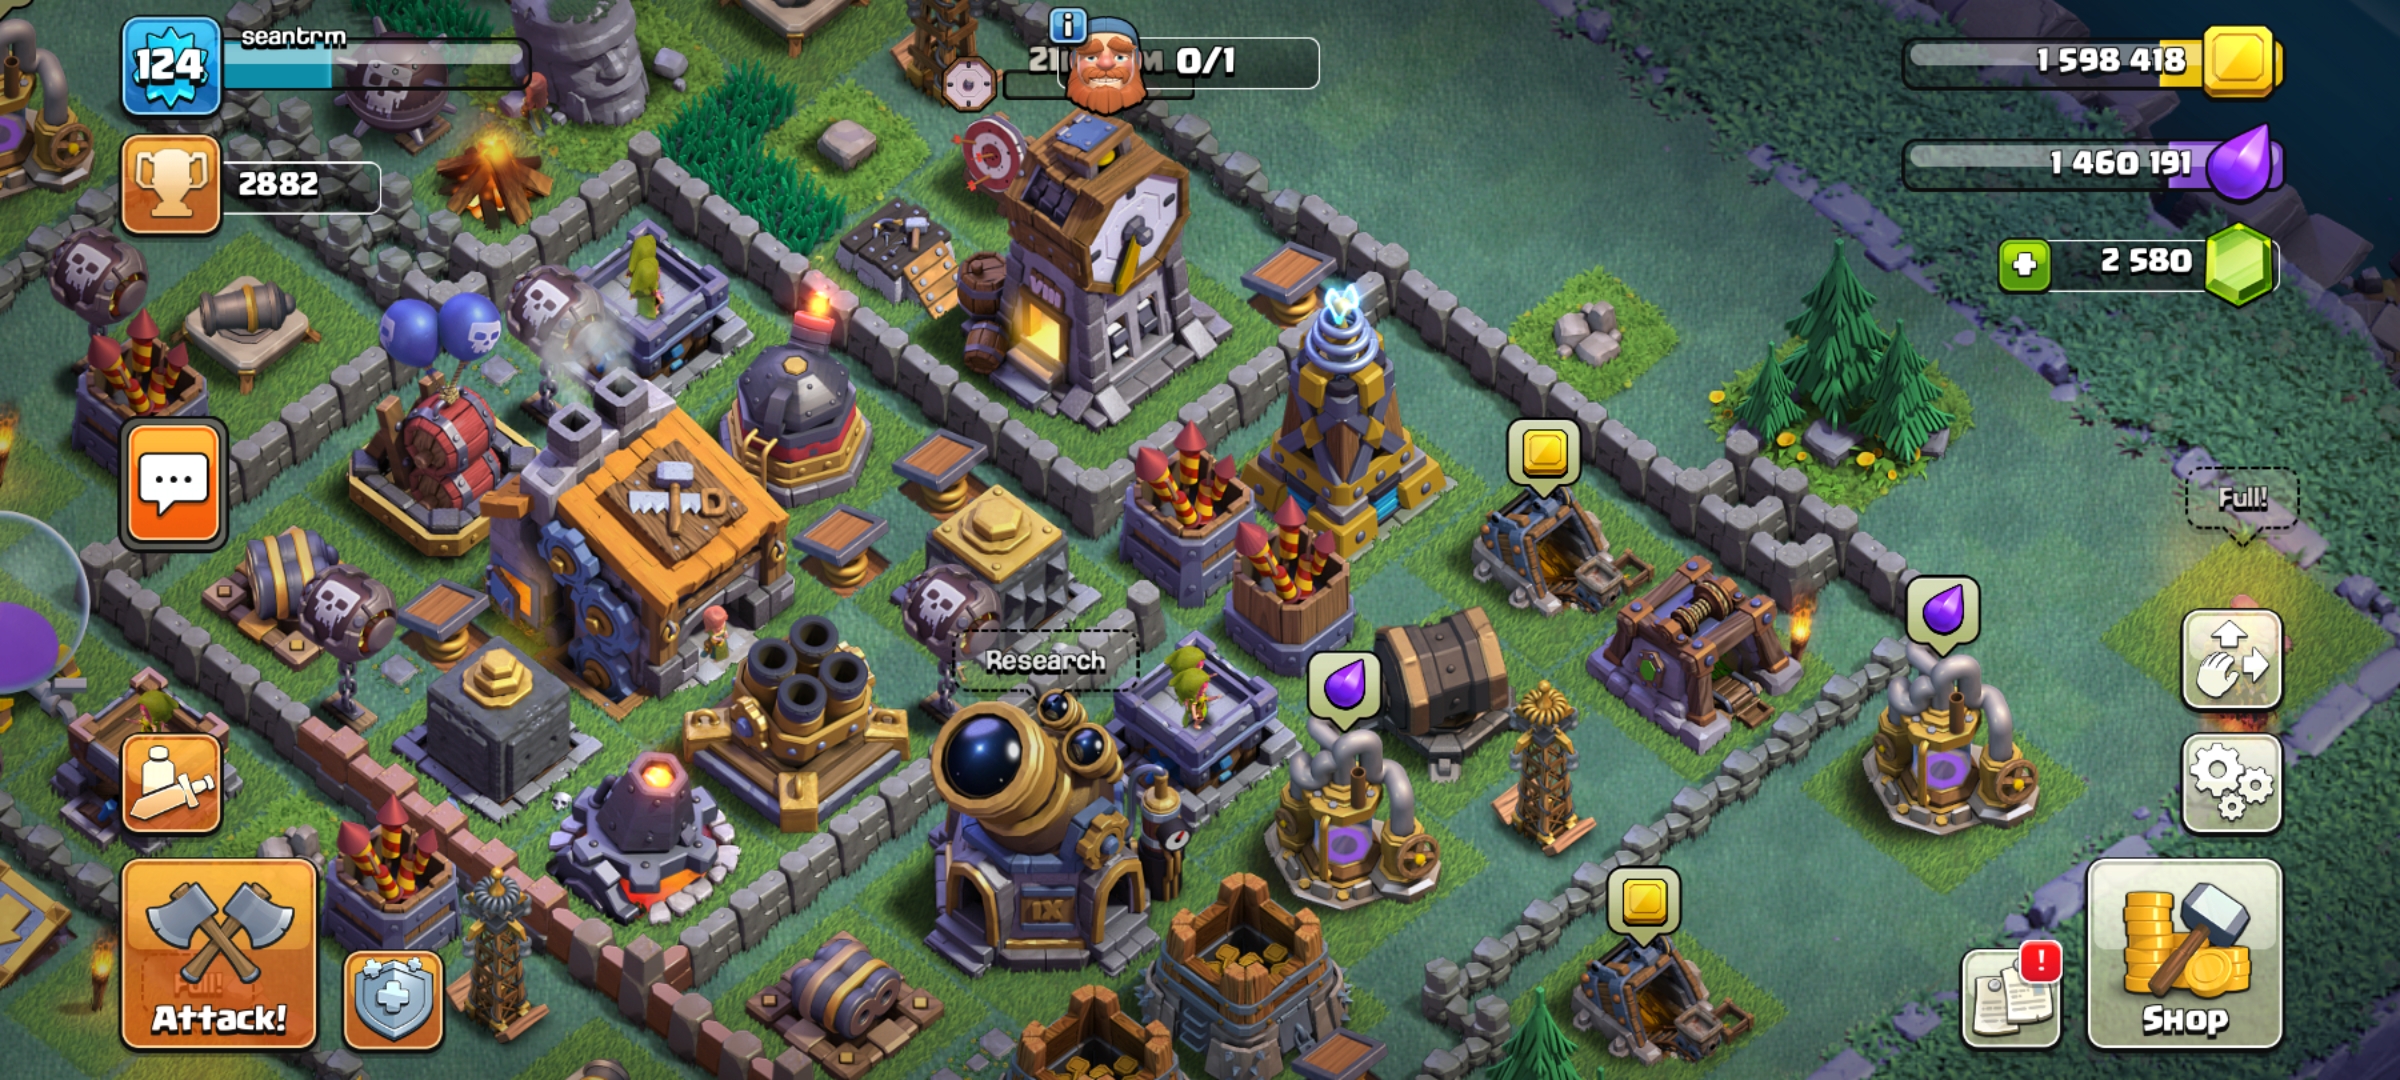 124
seantrm
2882
i
0/1
1 598 418
1 460 191
2 580
VIII
Full!
Research
IX
Full!
Attack!
!
Shop